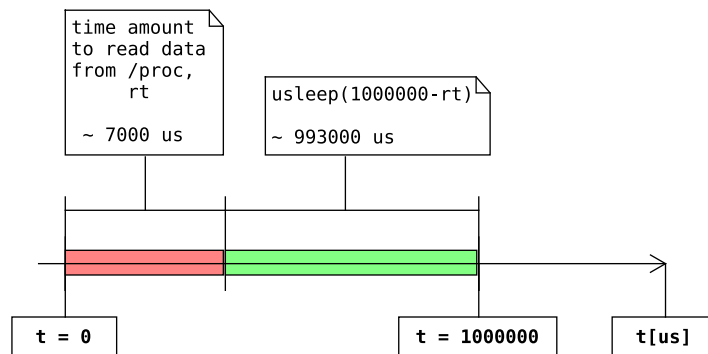 time amount
to read data
from /proc,
rt
~ 7000 us
usleep(1000000-rt)
~ 993000 us
t = 0
t = 1000000
t[us]